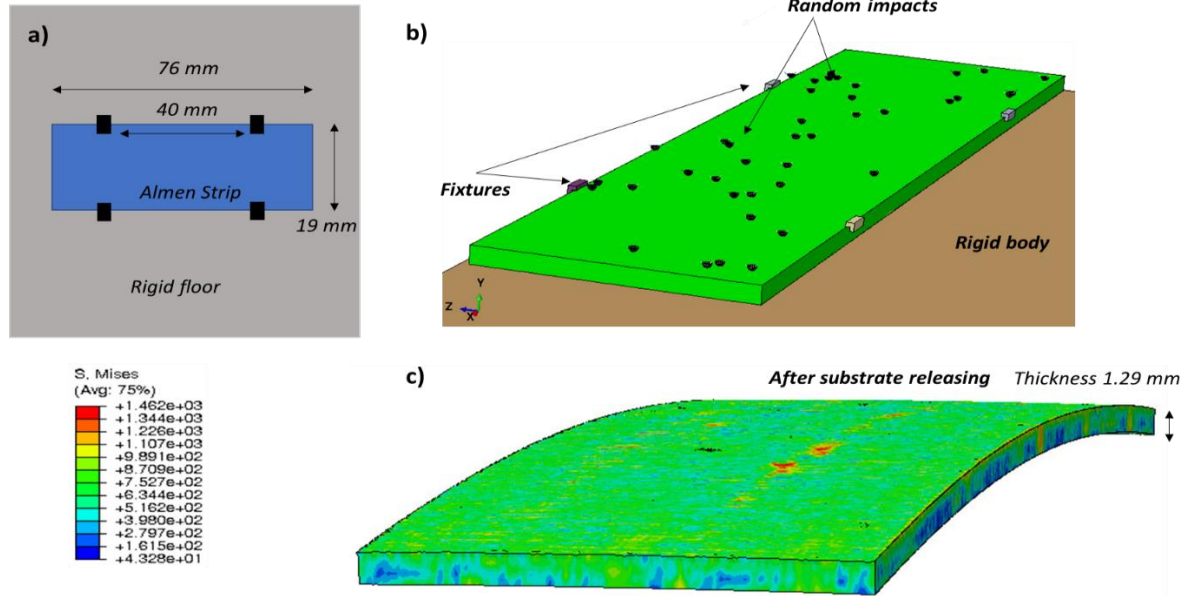 a)
76 mm
40 mm
Almen Strip
19 mm
Rigid floor
b)
Random impacts
Fixtures
Rigid body
Y
Z
X
S, Mises
(Avg: 75%)
+1.462e+03
+1.344e+03
+1.226e+03
+1.107e+03
+9.891e+02
+8.709e+02
+7.527e+02
+6.344e+02
+5.162e+02
+3.980e+02
+2.797e+02
+1.615e+02
+4.328e+01
c)
After substrate releasing Thickness 1.29 mm